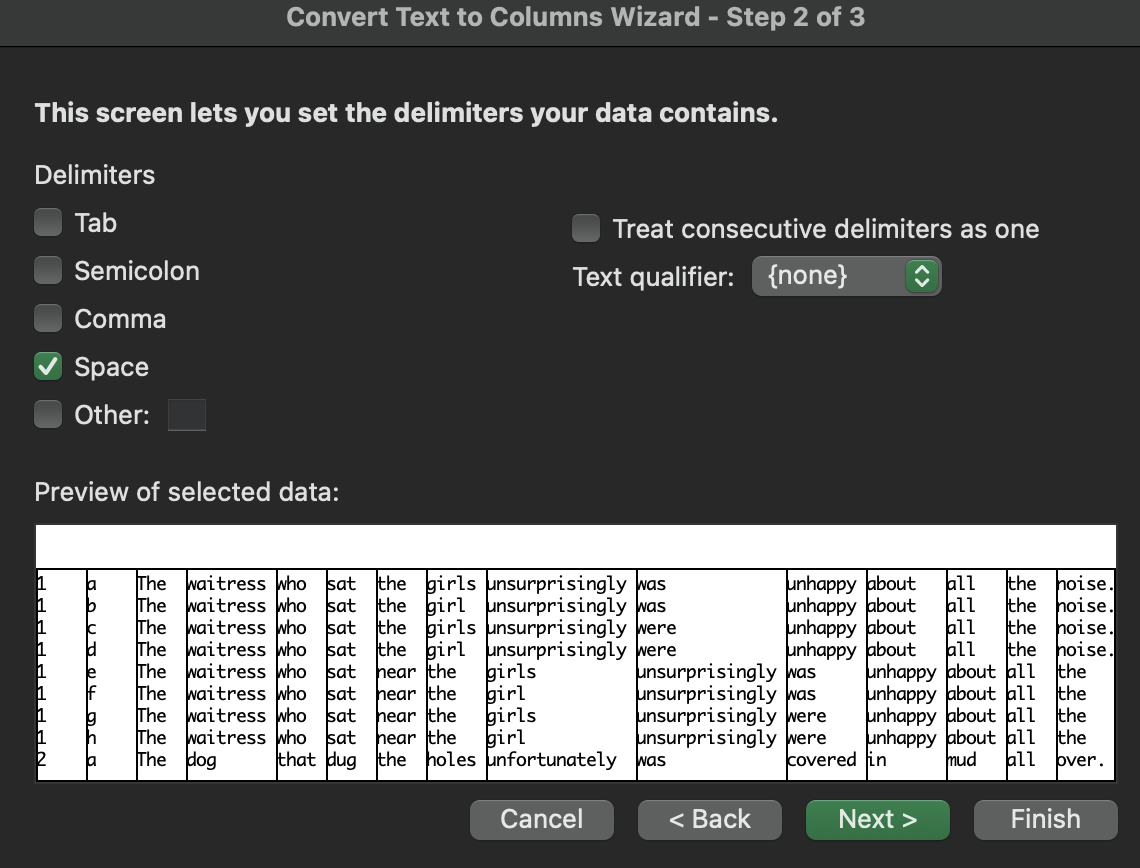 Convert Text to Columns Wizard - Step 2 of 3
This screen lets you set the delimiters your data contains.
Delimiters
Tab
Semicolon
Comma
Space
Other:
Treat consecutive delimiters as one
Text qualifier: {none}
Preview of selected data:
1 a The waitress who sat the girls unsurprisingly was unhappy about all the noise.
1 b The waitress who sat the girl unsurprisingly was unhappy about all the noise.
1 c The waitress who sat the girls unsurprisingly were unhappy about all the noise.
1 d The waitress who sat the girl unsurprisingly were unhappy about all the noise.
1 e The waitress who sat near the girls unsurprisingly was unhappy about all the
1 f The waitress who sat near the girl unsurprisingly was unhappy about all the
1 g The waitress who sat near the girls unsurprisingly were unhappy about all the
1 h The waitress who sat near the girl unsurprisingly were unhappy about all the
2 a The dog that dug the holes unfortunately was covered in mud all over.
Cancel < Back Next > Finish